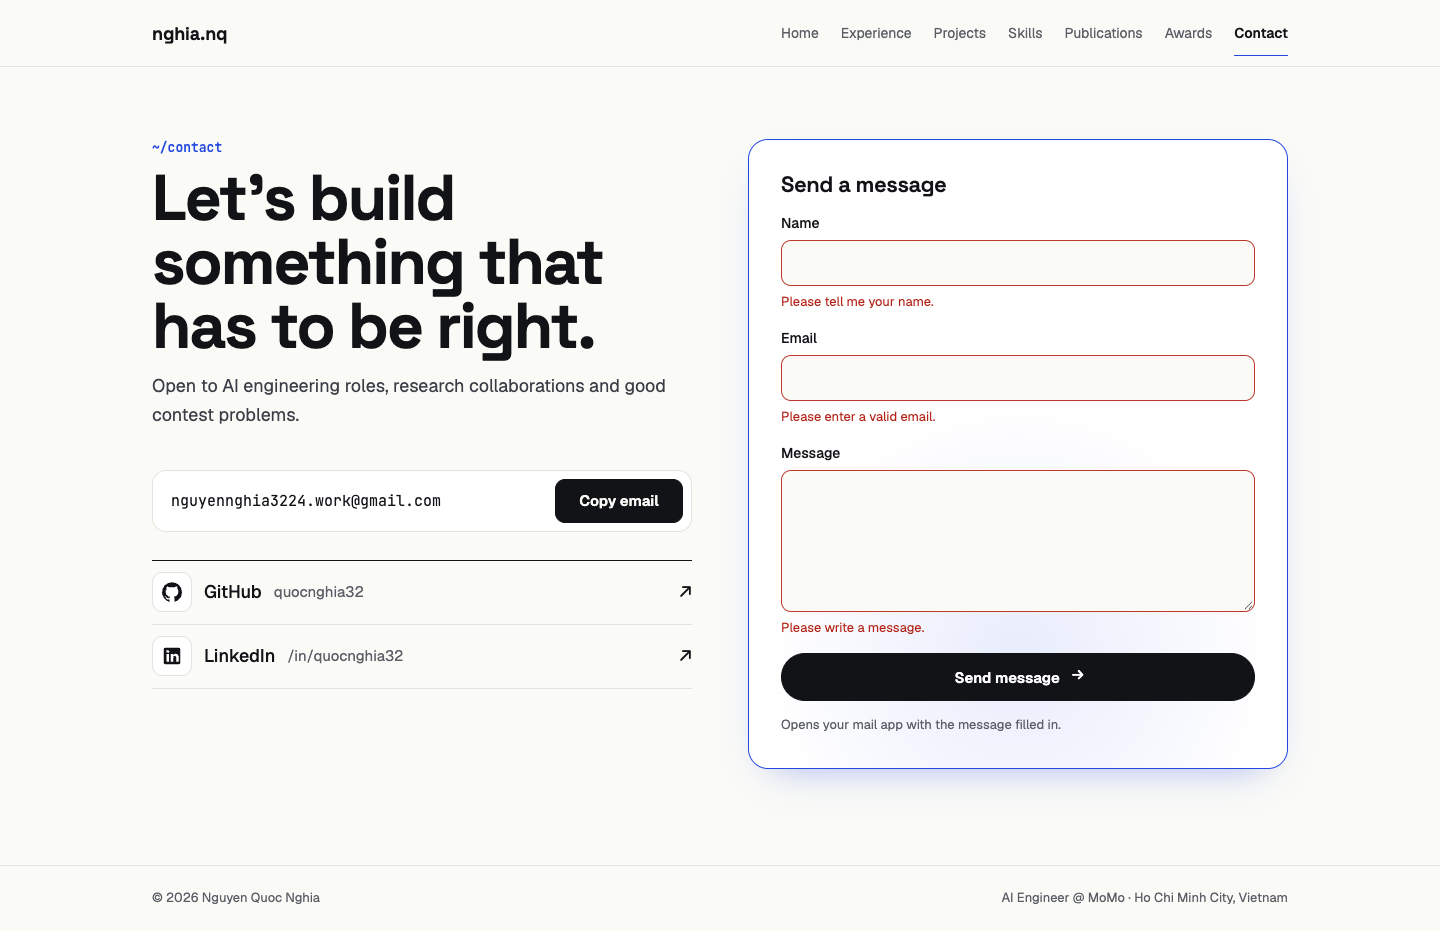 nghia.nq
Home Experience Projects Skills Publications Awards Contact
~/contact
Let’s build
something that
has to be right.
Open to AI engineering roles, research collaborations and good
contest problems.
nguyennghia3224.work@gmail.com
Copy email
GitHub quocnghia32
LinkedIn /in/quocnghia32
Send a message
Name
Please tell me your name.
Email
Please enter a valid email.
Message
Please write a message.
Send message →
Opens your mail app with the message filled in.
© 2026 Nguyen Quoc Nghia
AI Engineer @ MoMo · Ho Chi Minh City, Vietnam